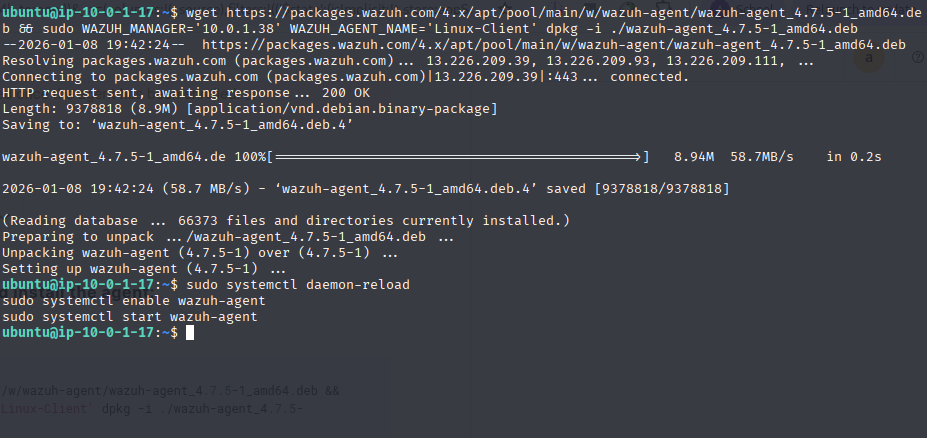 ubuntu@ip-10-0-1-17:~$ wget https://packages.wazuh.com/4.x/apt/pool/main/w/wazuh-agent/wazuh-agent_4.7.5-1_amd64.de
b && sudo WAZUH_MANAGER='10.0.1.38' WAZUH_AGENT_NAME='Linux-Client' dpkg -i ./wazuh-agent_4.7.5-1_amd64.deb
--2026-01-08 19:42:24--  https://packages.wazuh.com/4.x/apt/pool/main/w/wazuh-agent/wazuh-agent_4.7.5-1_amd64.deb
Resolving packages.wazuh.com (packages.wazuh.com)... 13.226.209.39, 13.226.209.93, 13.226.209.111, ...
Connecting to packages.wazuh.com (packages.wazuh.com)|13.226.209.39|:443... connected.
HTTP request sent, awaiting response... 200 OK
Length: 9378818 (8.9M) [application/vnd.debian.binary-package]
Saving to: ‘wazuh-agent_4.7.5-1_amd64.deb.4’
wazuh-agent_4.7.5-1_amd64.de 100%[==============================================>]   8.94M  58.7MB/s    in 0.2s
2026-01-08 19:42:24 (58.7 MB/s) - ‘wazuh-agent_4.7.5-1_amd64.deb.4’ saved [9378818/9378818]
(Reading database ... 66373 files and directories currently installed.)
Preparing to unpack .../wazuh-agent_4.7.5-1_amd64.deb ...
Unpacking wazuh-agent (4.7.5-1) over (4.7.5-1) ...
Setting up wazuh-agent (4.7.5-1) ...
ubuntu@ip-10-0-1-17:~$ sudo systemctl daemon-reload
sudo systemctl enable wazuh-agent
sudo systemctl start wazuh-agent
ubuntu@ip-10-0-1-17:~$
/w/wazuh-agent/wazuh-agent_4.7.5-1_amd64.deb &&
Linux-Client' dpkg -i ./wazuh-agent_4.7.5-